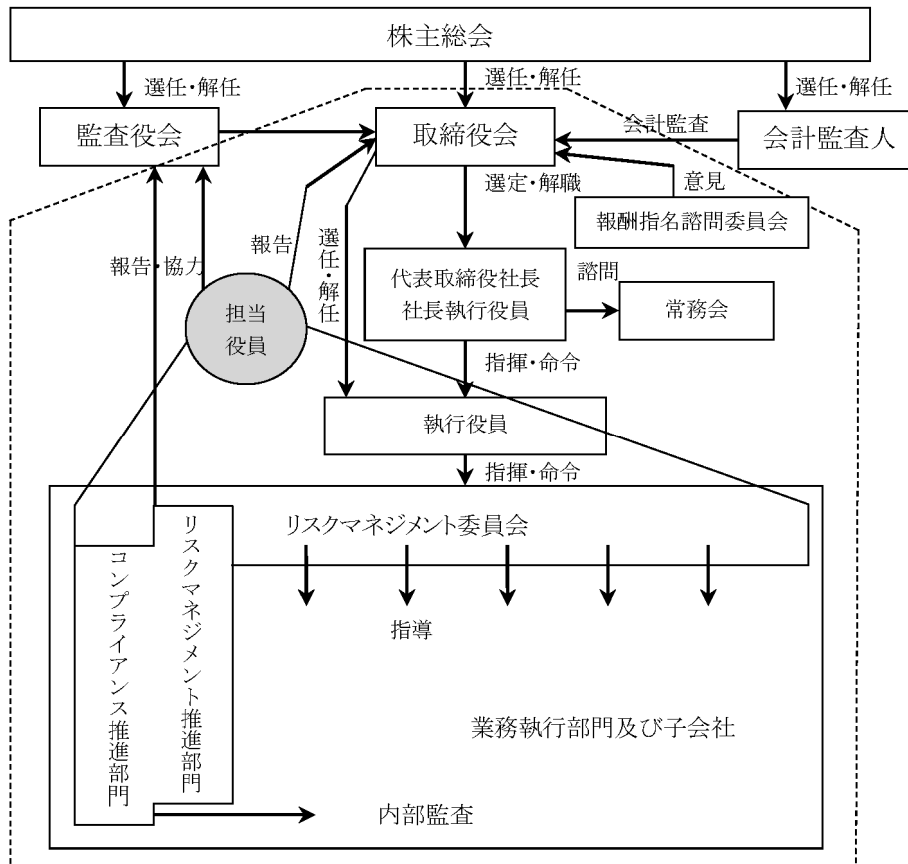 株主総会
選任・解任
選任・解任
選任・解任
監査役会
取締役会
会計監査
会計監査人
選定・解職
意見
報酬指名諮問委員会
報告
選任・解任
報告・協力
代表取締役社長
社長執行役員
諮問
常務会
担当
役員
指揮・命令
執行役員
指揮・命令
リスクマネジメント委員会
リスクマネジメント推進部門
コンプライアンス推進部門
指導
業務執行部門及び子会社
内部監査